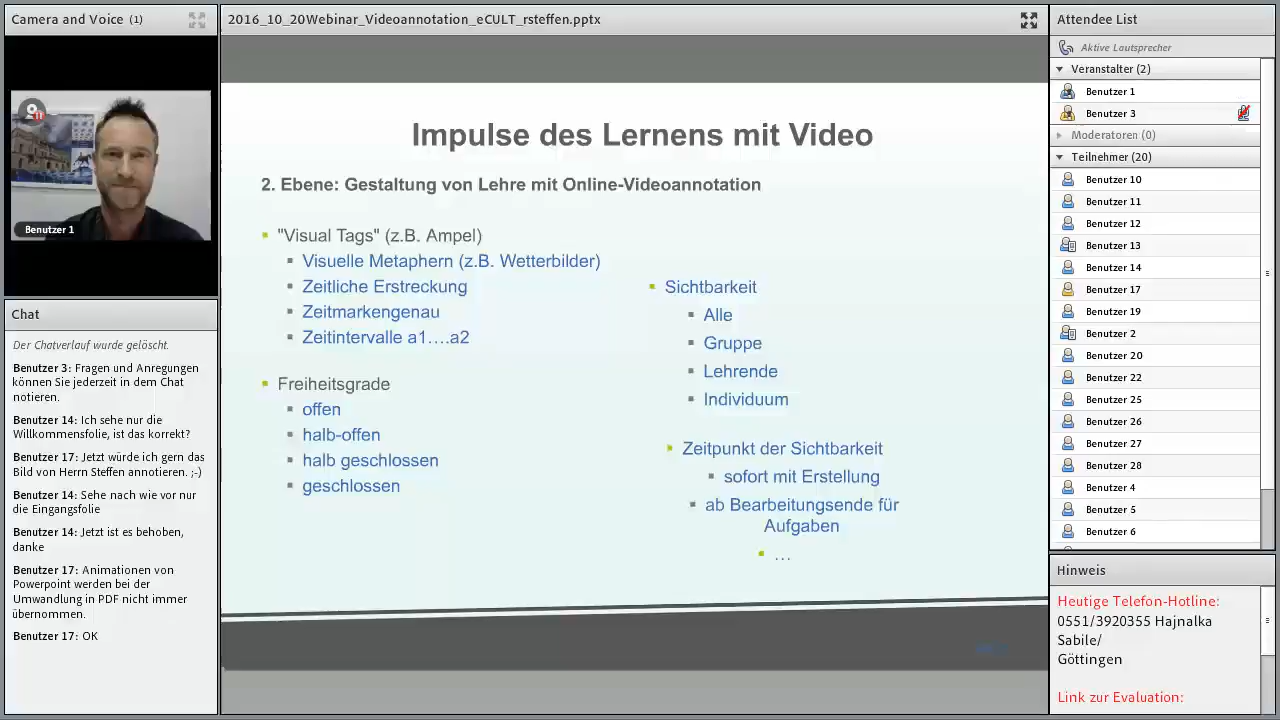 Camera and Voice (1)
Benutzer 1
Chat
Der Chatverlauf wurde gelöscht.
Benutzer 3: Fragen und Anregungen
können Sie jederzeit in dem Chat
notieren.
Benutzer 14: Ich sehe nur die
Willkommensfolie, ist das korrekt?
Benutzer 17: Jetzt würde ich gern das
Bild von Herrn Steffen annotieren. ;-)
Benutzer 14: Sehe nach wie vor nur
die Eingangsfolie
Benutzer 14: Jetzt ist es behoben,
danke
Benutzer 17: Animationen von
Powerpoint werden bei der
Umwandlung in PDF nicht immer
übernommen.
Benutzer 17: OK
2016_10_20Webinar_Videoannotation_eCULT_rsteffen.pptx
Impulse des Lernens mit Video
2. Ebene: Gestaltung von Lehre mit Online-Videoannotation
"Visual Tags" (z.B. Ampel)
Visuelle Metaphern (z.B. Wetterbilder)
Zeitliche Erstreckung
Zeitmarkengenau
Zeitintervalle a1....a2
Freiheitsgrade
offen
halb-offen
halb geschlossen
geschlossen
Sichtbarkeit
Alle
Gruppe
Lehrende
Individuum
Zeitpunkt der Sichtbarkeit
sofort mit Erstellung
ab Bearbeitungsende für
Aufgaben
...
Attendee List
Aktive Lautsprecher
Veranstalter (2)
Benutzer 1
Benutzer 3
Moderatoren (0)
Teilnehmer (20)
Benutzer 10
Benutzer 11
Benutzer 12
Benutzer 13
Benutzer 14
Benutzer 17
Benutzer 19
Benutzer 2
Benutzer 20
Benutzer 22
Benutzer 25
Benutzer 26
Benutzer 27
Benutzer 28
Benutzer 4
Benutzer 5
Benutzer 6
Hinweis
Heutige Telefon-Hotline:
0551/3920355 Hajnalka
Sabile/
Göttingen
Link zur Evaluation: